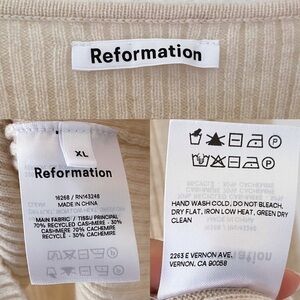 Reformation
XL
Reformation
16268 / RN143246
MADE IN CHINA
MAIN FABRIC / TISSU PRINCIPAL
70% RECYCLED CASHMERE - 30%
CASHMERE 70% CACHEMIRE
RECYCLÉ - 30% CACHEMIRE
HAND WASH COLD, DO NOT BLEACH,
DRY FLAT, IRON LOW HEAT, GREEN DRY
CLEAN
2263 E VERNON AVE.
VERNON, CA 90058